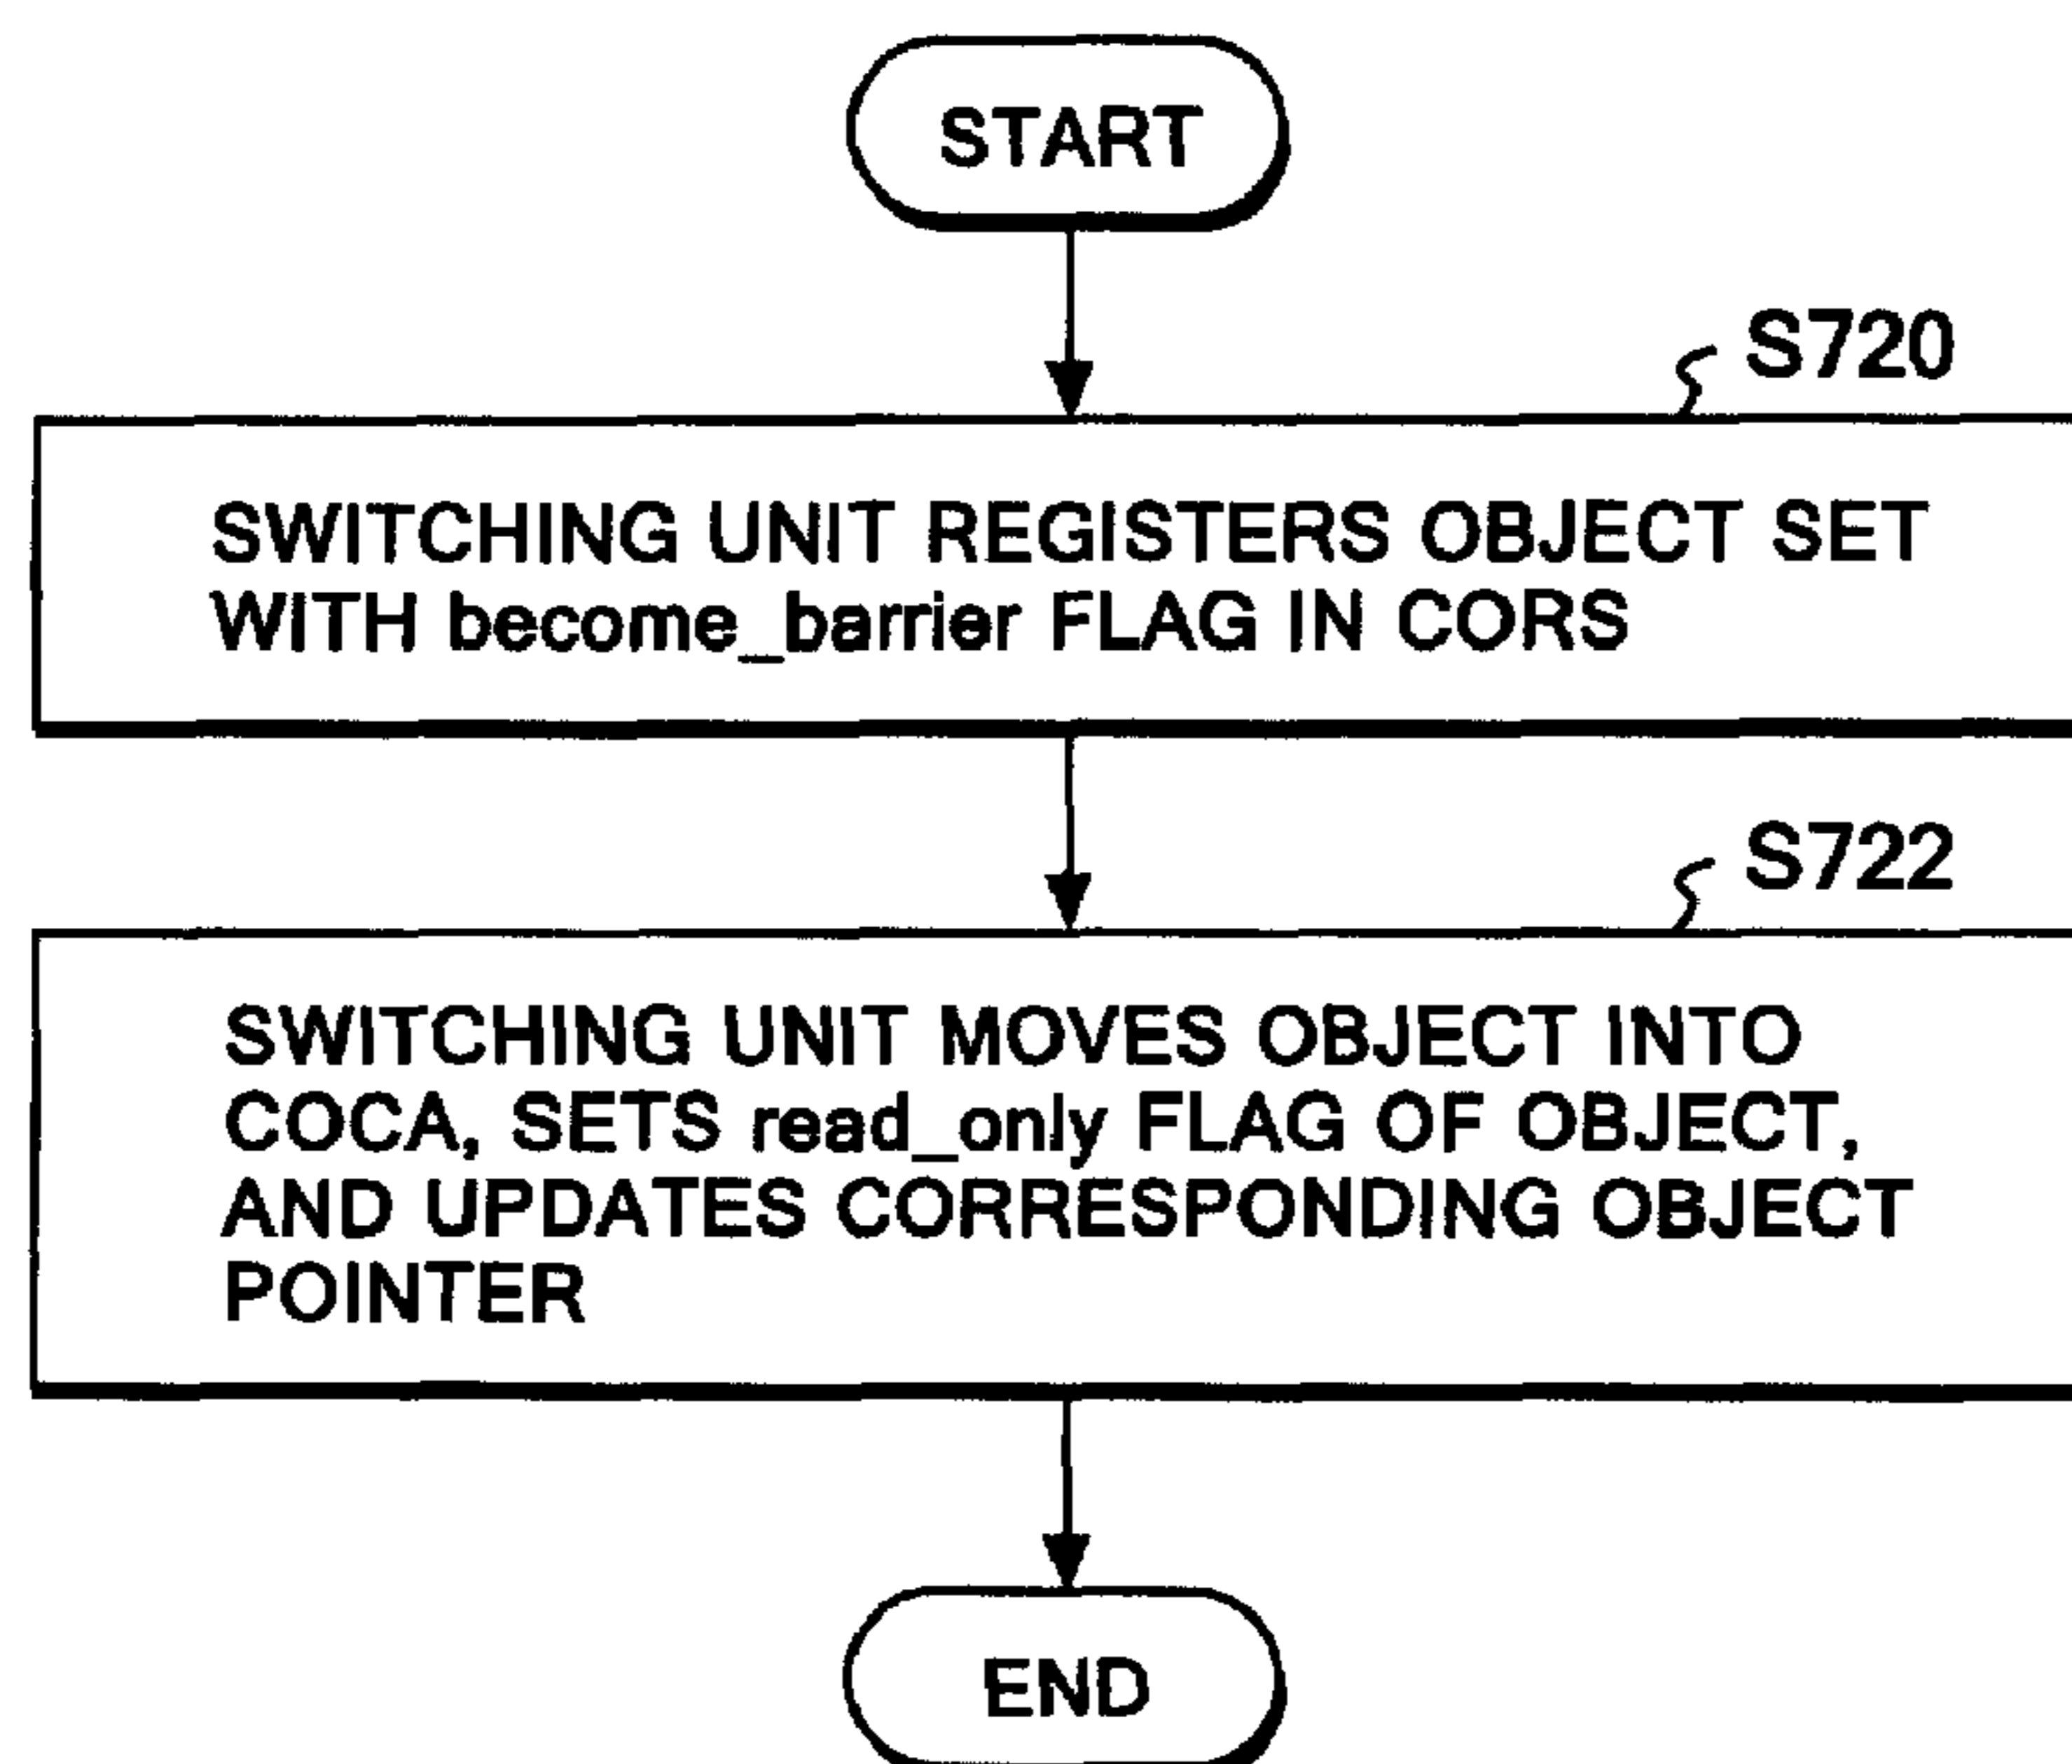 START
S720
SWITCHING UNIT REGISTERS OBJECT SET
WITH become_barrier FLAG IN CORS
S722
SWITCHING UNIT MOVES OBJECT INTO
COCA, SETS read_only FLAG OF OBJECT,
AND UPDATES CORRESPONDING OBJECT
POINTER
END